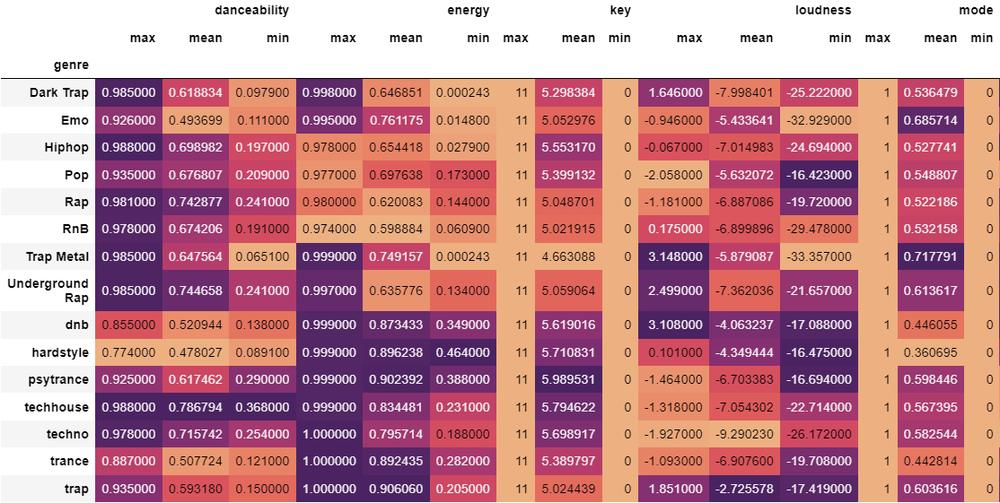 danceability energy key loudness mode
max mean min max mean min max mean min max mean min max mean min
genre
Dark Trap 0.985000 0.618834 0.097900 0.998000 0.646851 0.000243 11 5.298384 0 1.646000 -7.998401 -25.222000 1 0.536479 0
Emo 0.926000 0.493699 0.111000 0.995000 0.761175 0.014800 11 5.052976 0 -0.946000 -5.433641 -32.929000 1 0.685714 0
Hiphop 0.988000 0.698982 0.197000 0.978000 0.654418 0.027900 11 5.553170 0 -0.067000 -7.014983 -24.694000 1 0.527741 0
Pop 0.935000 0.676807 0.209000 0.977000 0.697638 0.173000 11 5.399132 0 -2.058000 -5.632072 -16.423000 1 0.548807 0
Rap 0.981000 0.742877 0.241000 0.980000 0.620083 0.144000 11 5.048701 0 -1.181000 -6.887086 -19.720000 1 0.522186 0
RnB 0.978000 0.674206 0.191000 0.974000 0.598884 0.060900 11 5.021915 0 0.175000 -6.899896 -29.478000 1 0.532158 0
Trap Metal 0.985000 0.647564 0.065100 0.999000 0.749157 0.000243 11 4.663088 0 3.148000 -5.879087 -33.357000 1 0.717791 0
Underground
Rap 0.985000 0.744658 0.241000 0.997000 0.635776 0.134000 11 5.059064 0 2.499000 -7.362036 -21.657000 1 0.613617 0
dnb 0.855000 0.520944 0.138000 0.999000 0.873433 0.349000 11 5.619016 0 3.108000 -4.063237 -17.088000 1 0.446055 0
hardstyle 0.774000 0.478027 0.089100 0.999000 0.896238 0.464000 11 5.710831 0 0.101000 -4.349444 -16.475000 1 0.360695 0
psytrance 0.925000 0.617462 0.290000 0.999000 0.902392 0.388000 11 5.989531 0 -1.464000 -6.703383 -16.694000 1 0.598446 0
techhouse 0.988000 0.786794 0.368000 0.999000 0.834481 0.231000 11 5.794622 0 -1.318000 -7.054302 -22.714000 1 0.567395 0
techno 0.978000 0.715742 0.254000 1.000000 0.795714 0.188000 11 5.698917 0 -1.927000 -9.290230 -26.172000 1 0.582544 0
trance 0.887000 0.507724 0.121000 1.000000 0.892435 0.282000 11 5.389797 0 -1.093000 -6.907600 -19.708000 1 0.442814 0
trap 0.935000 0.593180 0.150000 1.000000 0.906060 0.205000 11 5.024439 0 1.851000 -2.725578 -17.419000 1 0.603616 0